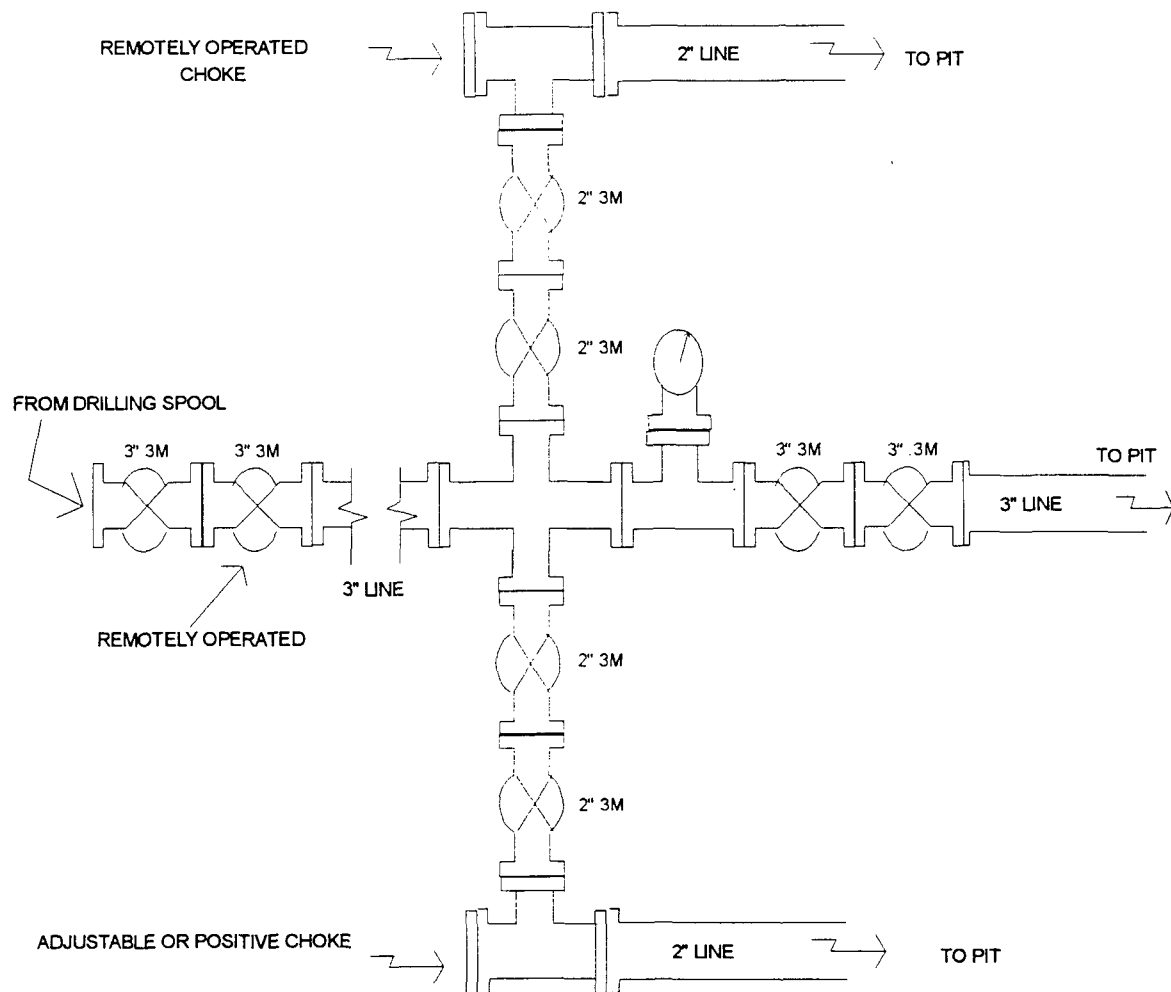 REMOTELY OPERATED
CHOKE
2" LINE
TO PIT
2" 3M
2" 3M
FROM DRILLING SPOOL
3" 3M
3" 3M
3" 3M
3" .3M
TO PIT
3" LINE
3" LINE
REMOTELY OPERATED
2" 3M
2" 3M
ADJUSTABLE OR POSITIVE CHOKE
2" LINE
TO PIT